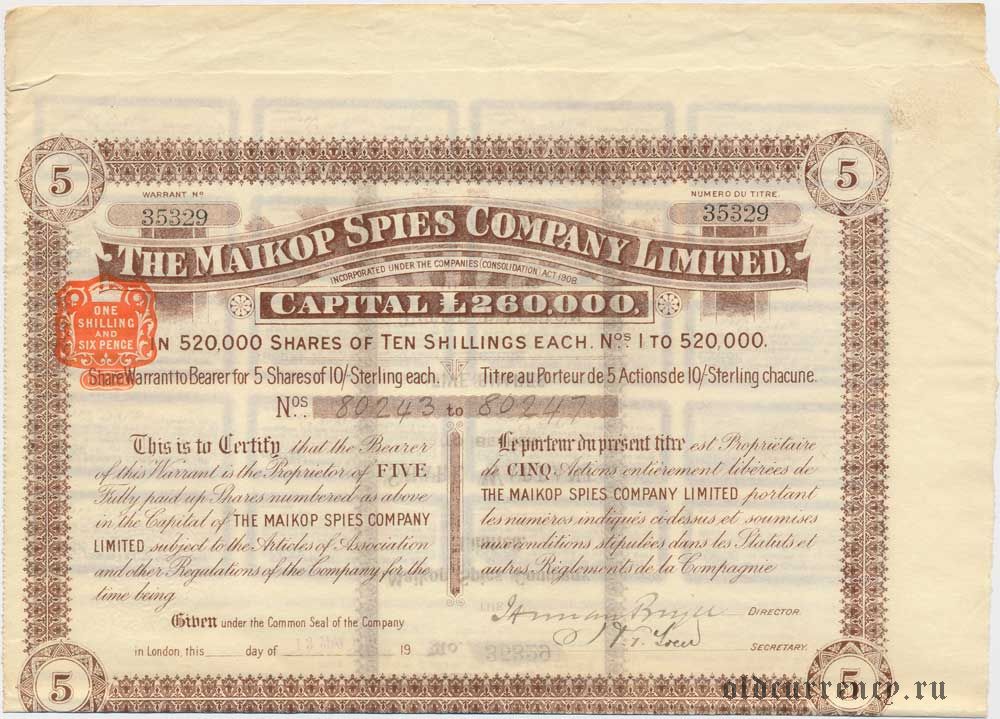 5
5
WARRANT Nº
NUMERO DU TITRE.
35329
35329
THE MAIKOP SPIES COMPANY LIMITED.
INCORPORATED UNDER THE COMPANIES (CONSOLIDATION) ACT 1908
CAPITAL £260.000.
ONE
SHILLING
AND
SIX PENCE
IN 520,000 SHARES OF TEN SHILLINGS EACH. Nos. 1 TO 520,000.
Share Warrant to Bearer for 5 Shares of 10/ Sterling each.
Titre au Porteur de 5 Actions de 10/ Sterling chacune.
Nos. 80243 to 80247
This is to Certify that the Bearer
of this Warrant is the Proprietor of FIVE
Fully paid up Shares numbered as above
in the Capital of THE MAIKOP SPIES COMPANY
LIMITED subject to the Articles of Association
and other Regulations of the Company for the
time being
Le porteur du present titre est Propriétaire
de CINQ Actions entièrement libérées de
THE MAIKOP SPIES COMPANY LIMITED portant
les numéros indiqués ci-dessus et soumises
aux conditions stipulées dans les Statuts et
autres Règlements de la Compagnie
Given under the Common Seal of the Company
in London, this day of 19
DIRECTOR.
SECRETARY.
5
5
oldcurrency.ru